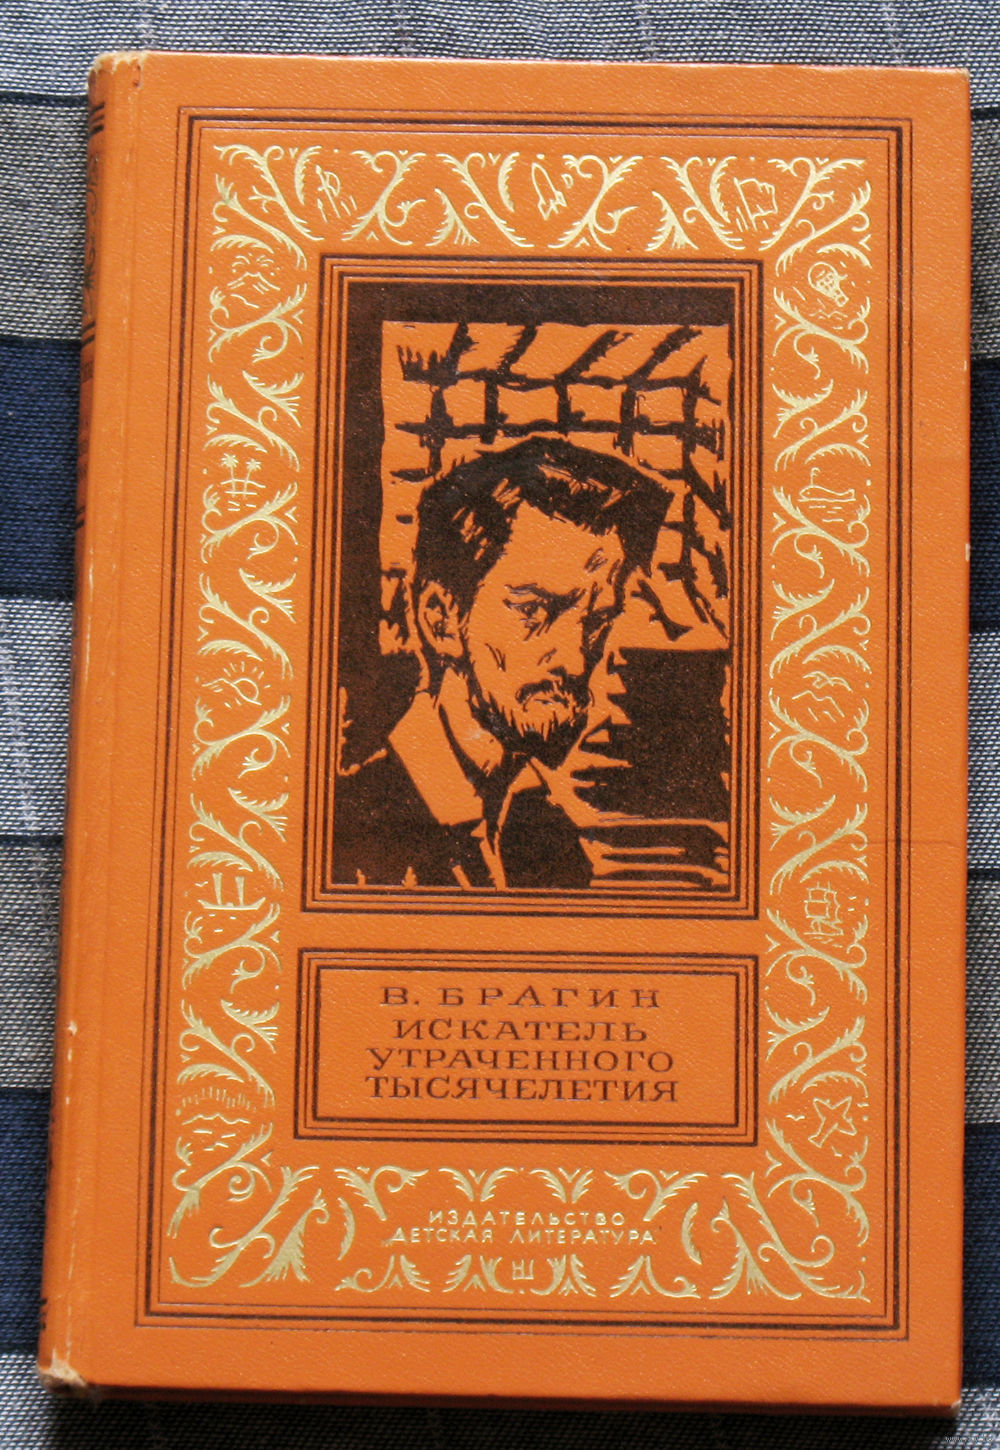 В. БРАГИН
ИСКАТЕЛЬ
УТРАЧЕННОГО
ТЫСЯЧЕЛЕТИЯ
ИЗДАТЕЛЬСТВО
„ДЕТСКАЯ ЛИТЕРАТУРА”